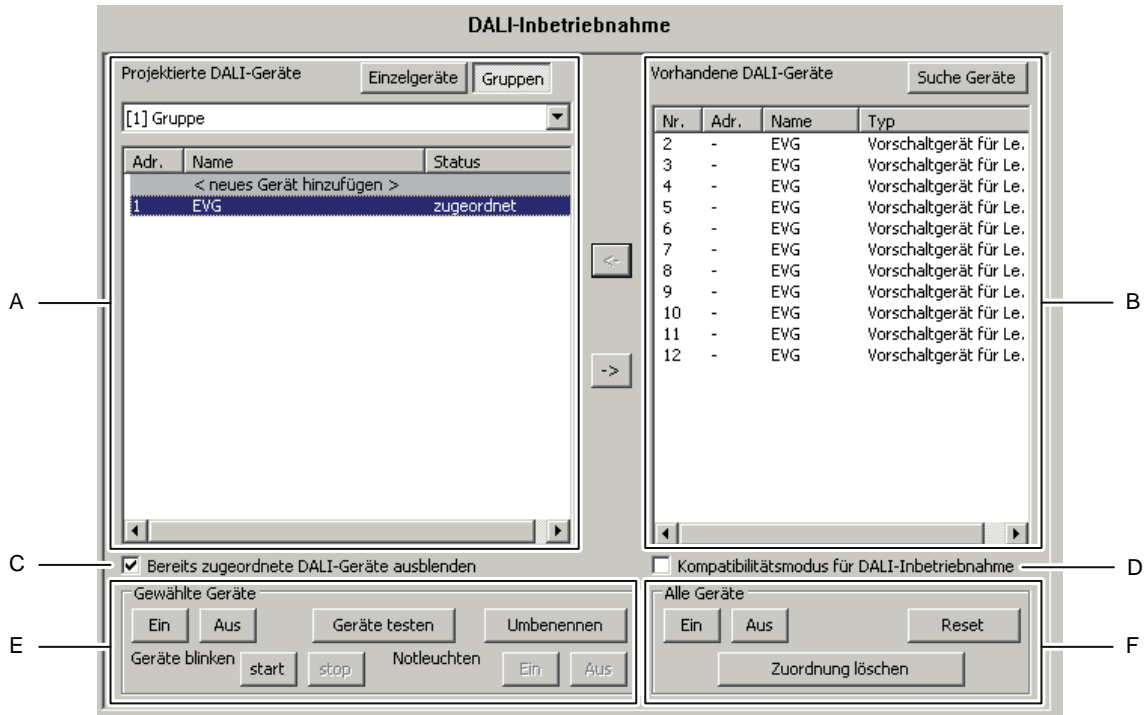 DALI-Inbetriebnahme
Projektierte DALI-Geräte Einzelgeräte Gruppen
[1] Gruppe
Adr. Name Status
< neues Gerät hinzufügen >
1 EVG zugeordnet
A
<-
->
Vorhandene DALI-Geräte Suche Geräte
Nr. Adr. Name Typ
2 - EVG Vorschaltgerät für Le.
3 - EVG Vorschaltgerät für Le.
4 - EVG Vorschaltgerät für Le.
5 - EVG Vorschaltgerät für Le.
6 - EVG Vorschaltgerät für Le.
7 - EVG Vorschaltgerät für Le.
8 - EVG Vorschaltgerät für Le.
9 - EVG Vorschaltgerät für Le.
10 - EVG Vorschaltgerät für Le.
11 - EVG Vorschaltgerät für Le.
12 - EVG Vorschaltgerät für Le.
B
C Bereits zugeordnete DALI-Geräte ausblenden
Kompatibilitätsmodus für DALI-Inbetriebnahme D
Gewählte Geräte
Ein Aus Geräte testen Umbenennen
E
Geräte blinken start stop Notleuchten Ein Aus
Alle Geräte
Ein Aus Reset
F
Zuordnung löschen